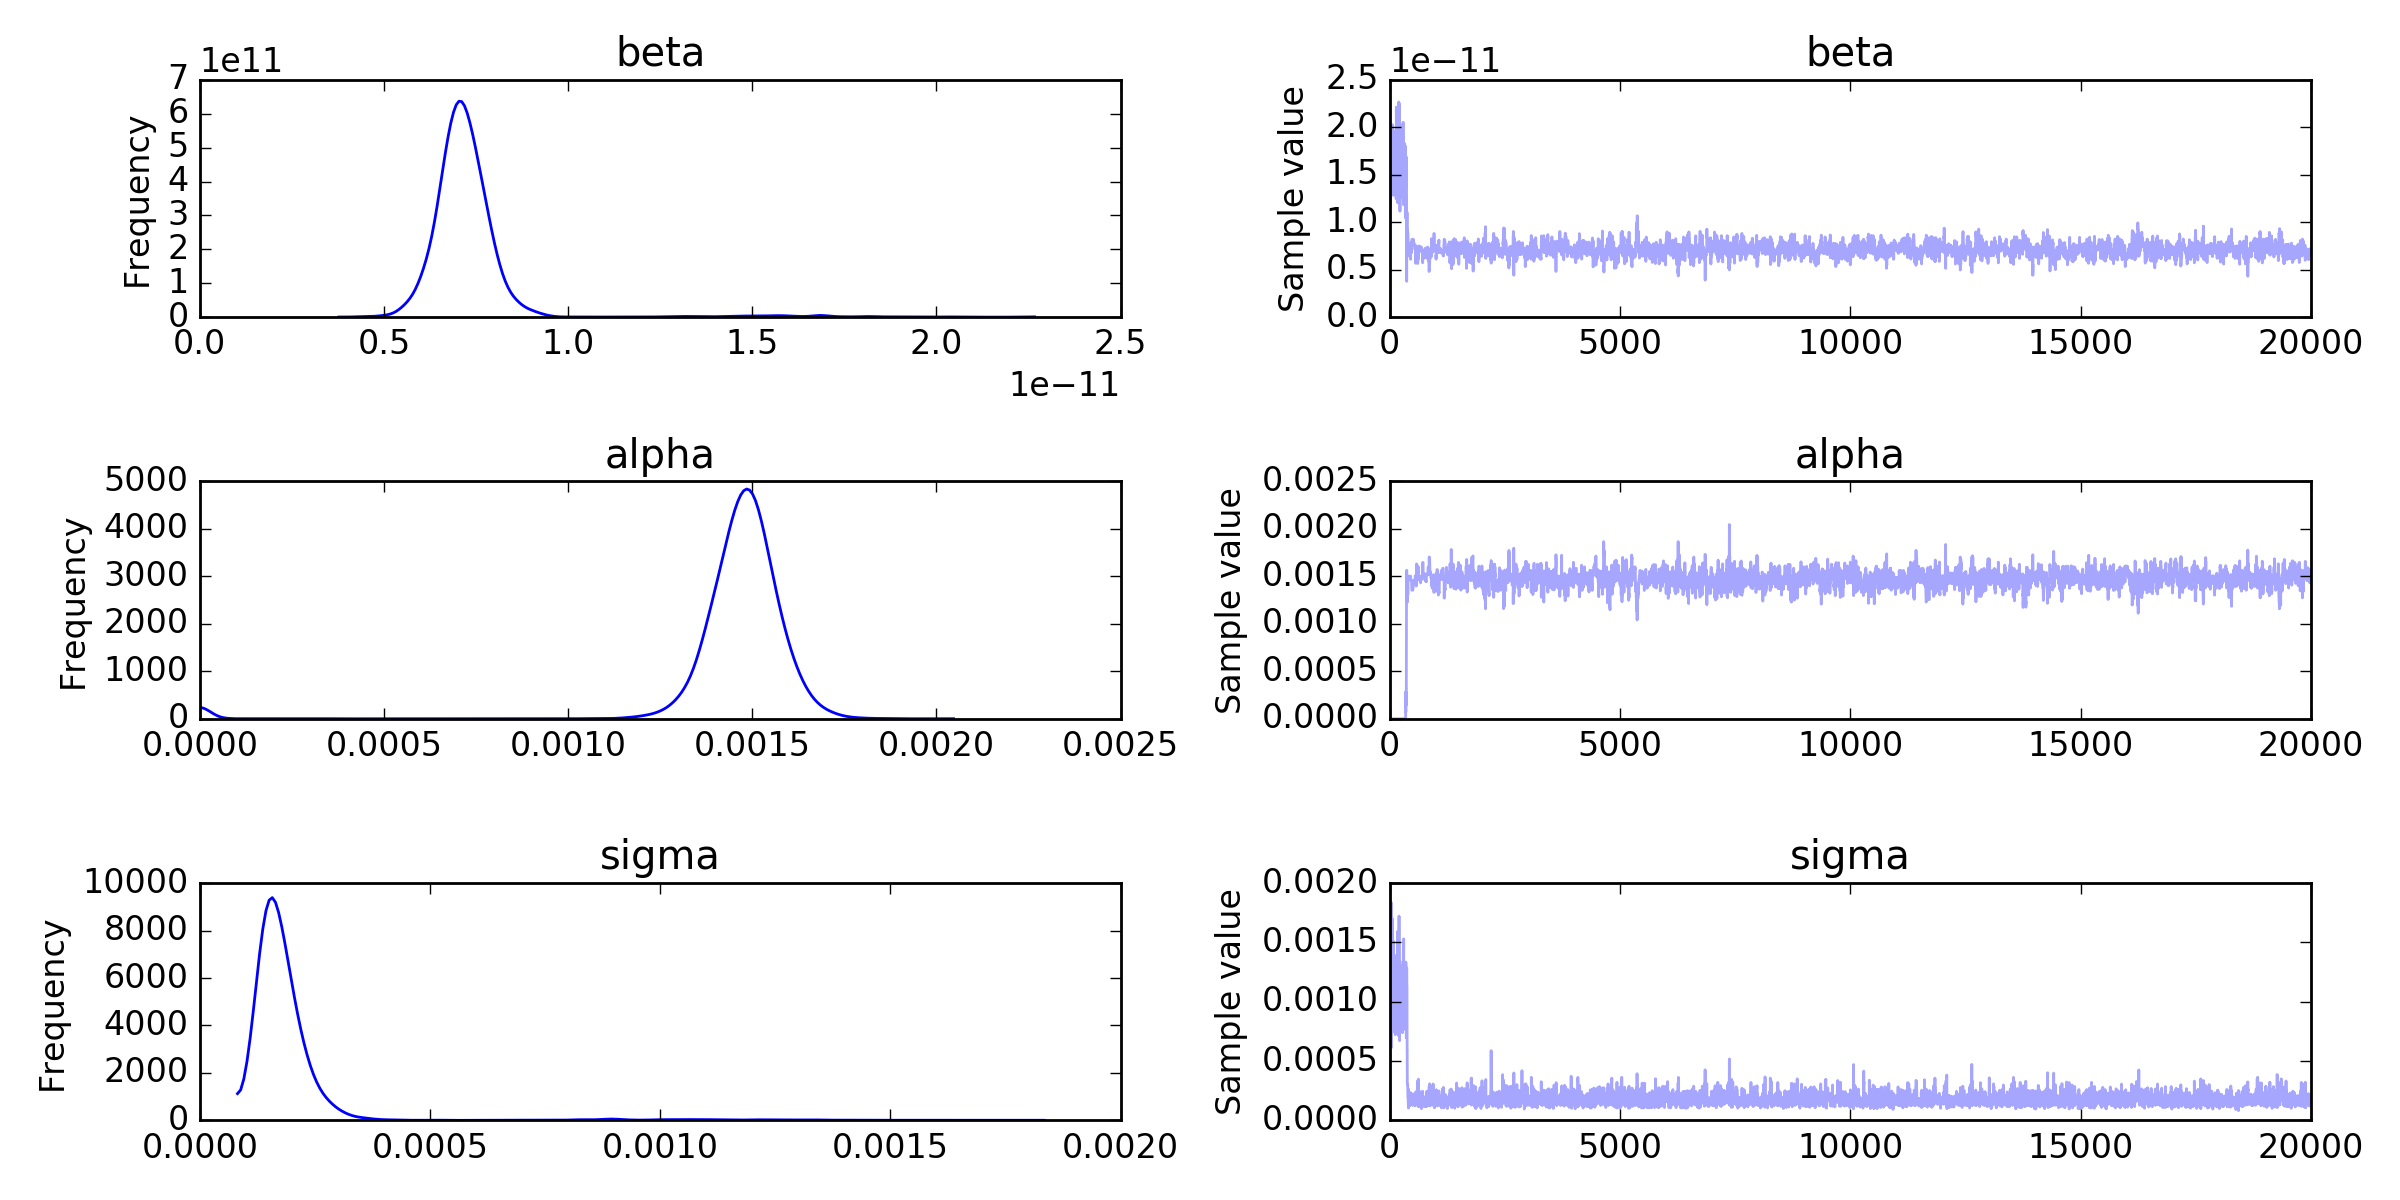 beta
1e11
7
6
5
4
3
2
1
0
Frequency
0.0 0.5 1.0 1.5 2.0 2.5
1e−11
beta
1e−11
2.5
2.0
1.5
1.0
0.5
0.0
Sample value
0 5000 10000 15000 20000
alpha
5000
4000
3000
2000
1000
0
Frequency
0.0000 0.0005 0.0010 0.0015 0.0020 0.0025
alpha
0.0025
0.0020
0.0015
0.0010
0.0005
0.0000
Sample value
0 5000 10000 15000 20000
sigma
10000
8000
6000
4000
2000
0
Frequency
0.0000 0.0005 0.0010 0.0015 0.0020
sigma
0.0020
0.0015
0.0010
0.0005
0.0000
Sample value
0 5000 10000 15000 20000